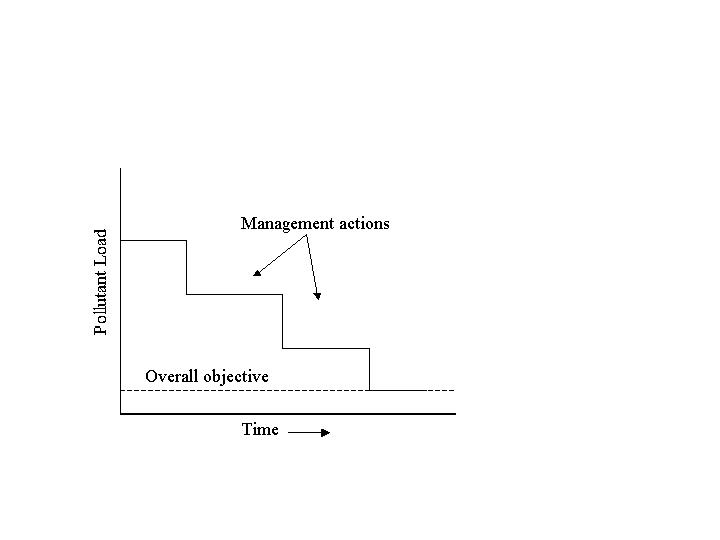 Management actions
Pollutant Load
Overall objective
Time